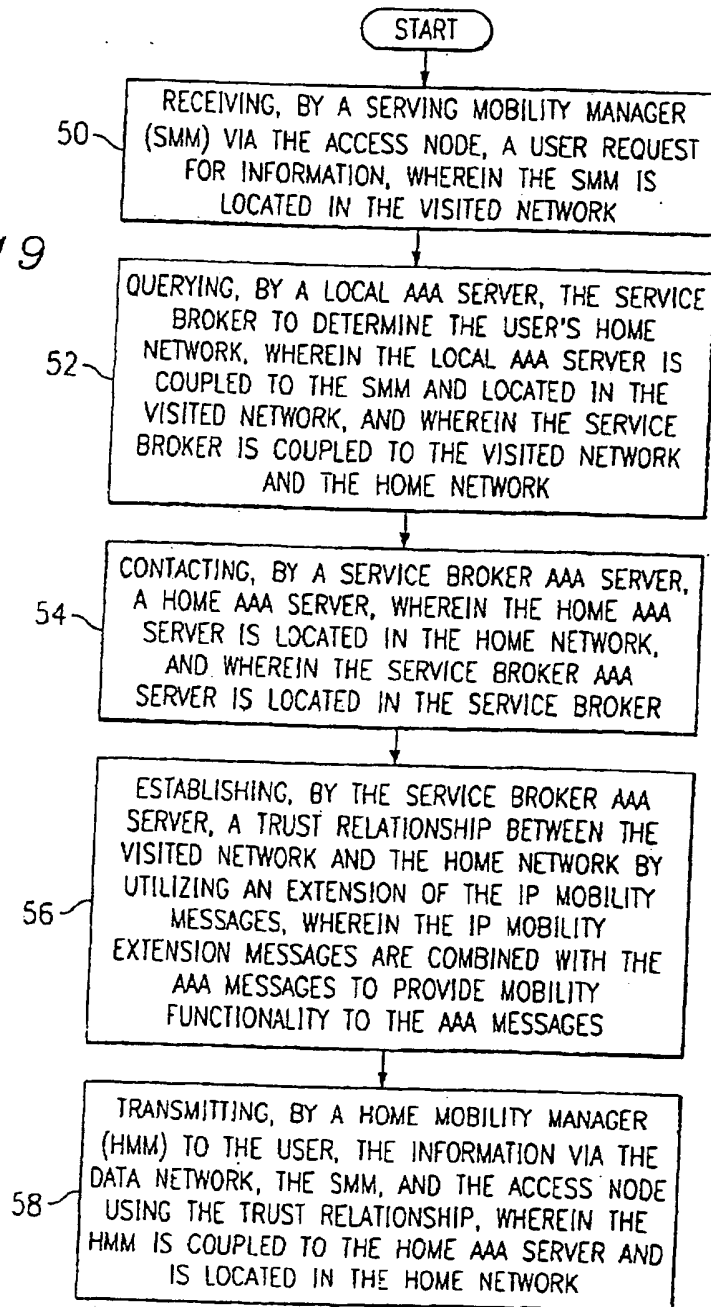 START
50
RECEIVING, BY A SERVING MOBILITY MANAGER
(SMM) VIA THE ACCESS NODE, A USER REQUEST
FOR INFORMATION, WHEREIN THE SMM IS
LOCATED IN THE VISITED NETWORK
9
52
QUERYING, BY A LOCAL AAA SERVER, THE SERVICE
BROKER TO DETERMINE THE USER'S HOME
NETWORK, WHEREIN THE LOCAL AAA SERVER IS
COUPLED TO THE SMM AND LOCATED IN THE
VISITED NETWORK, AND WHEREIN THE SERVICE
BROKER IS COUPLED TO THE VISITED NETWORK
AND THE HOME NETWORK
54
CONTACTING, BY A SERVICE BROKER AAA SERVER,
A HOME AAA SERVER, WHEREIN THE HOME AAA
SERVER IS LOCATED IN THE HOME NETWORK,
AND WHEREIN THE SERVICE BROKER AAA
SERVER IS LOCATED IN THE SERVICE BROKER
56
ESTABLISHING, BY THE SERVICE BROKER AAA
SERVER, A TRUST RELATIONSHIP BETWEEN THE
VISITED NETWORK AND THE HOME NETWORK BY
UTILIZING AN EXTENSION OF THE IP MOBILITY
MESSAGES, WHEREIN THE IP MOBILITY
EXTENSION MESSAGES ARE COMBINED WITH THE
AAA MESSAGES TO PROVIDE MOBILITY
FUNCTIONALITY TO THE AAA MESSAGES
58
TRANSMITTING, BY A HOME MOBILITY MANAGER
(HMM) TO THE USER, THE INFORMATION VIA THE
DATA NETWORK, THE SMM, AND THE ACCESS NODE
USING THE TRUST RELATIONSHIP, WHEREIN THE
HMM IS COUPLED TO THE HOME AAA SERVER AND
IS LOCATED IN THE HOME NETWORK